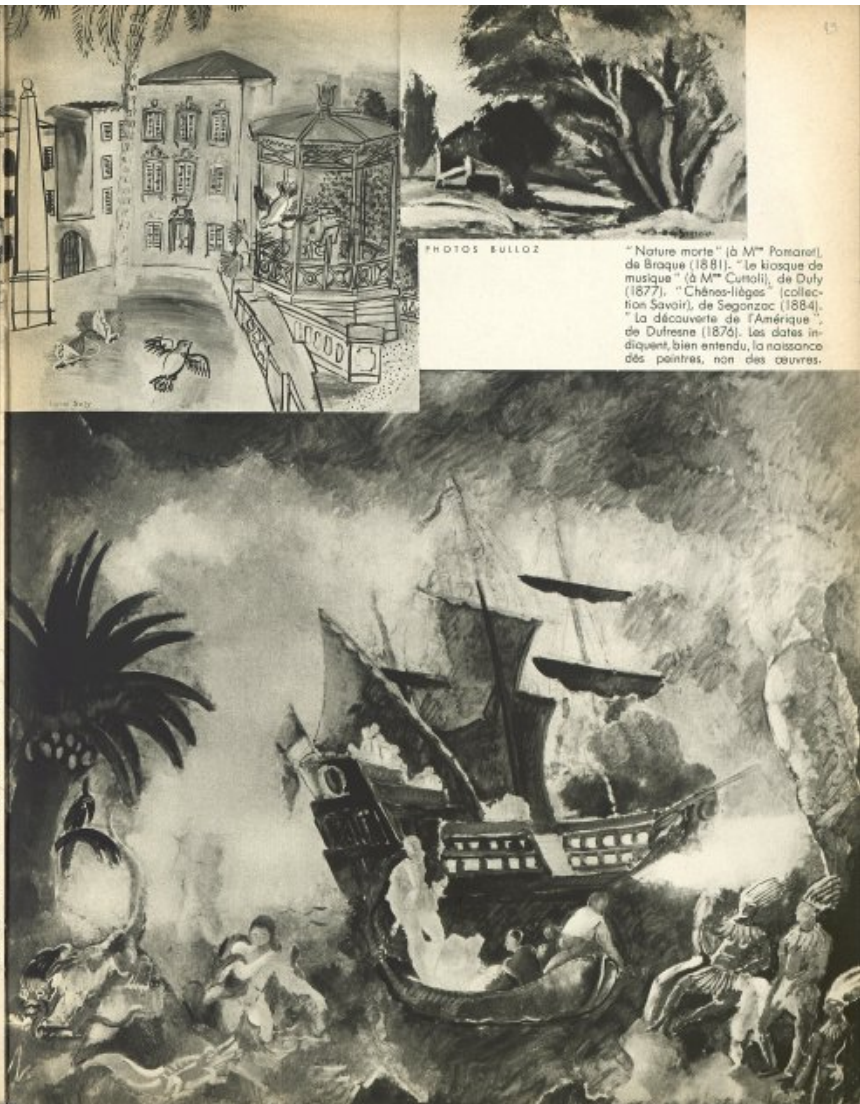 PHOTOS BULLOZ
"Nature morte" (à Mme Pomaret),
de Braque (1881). "Le kiosque de
musique" (à Mme Cuttoli), de Dufy
(1877). "Chênes-lièges" (collec-
tion Savoir), de Segonzac (1884).
"La découverte de l'Amérique",
de Dufresne (1876). Les dates in-
diquent, bien entendu, la naissance
dés peintres, non des œuvres.